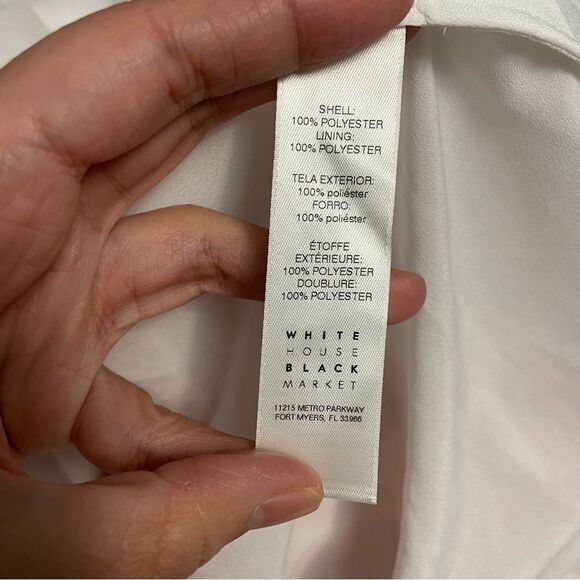 SHELL:
100% POLYESTER
LINING:
100% POLYESTER
TELA EXTERIOR:
100% poliéster
FORRO:
100% poliéster
ÉTOFFE
EXTÉRIEURE:
100% POLYESTER
DOUBLURE:
100% POLYESTER
WHITE
HOUSE
BLACK
MARKET
11215 METRO PARKWAY
FORT MYERS, FL 33966